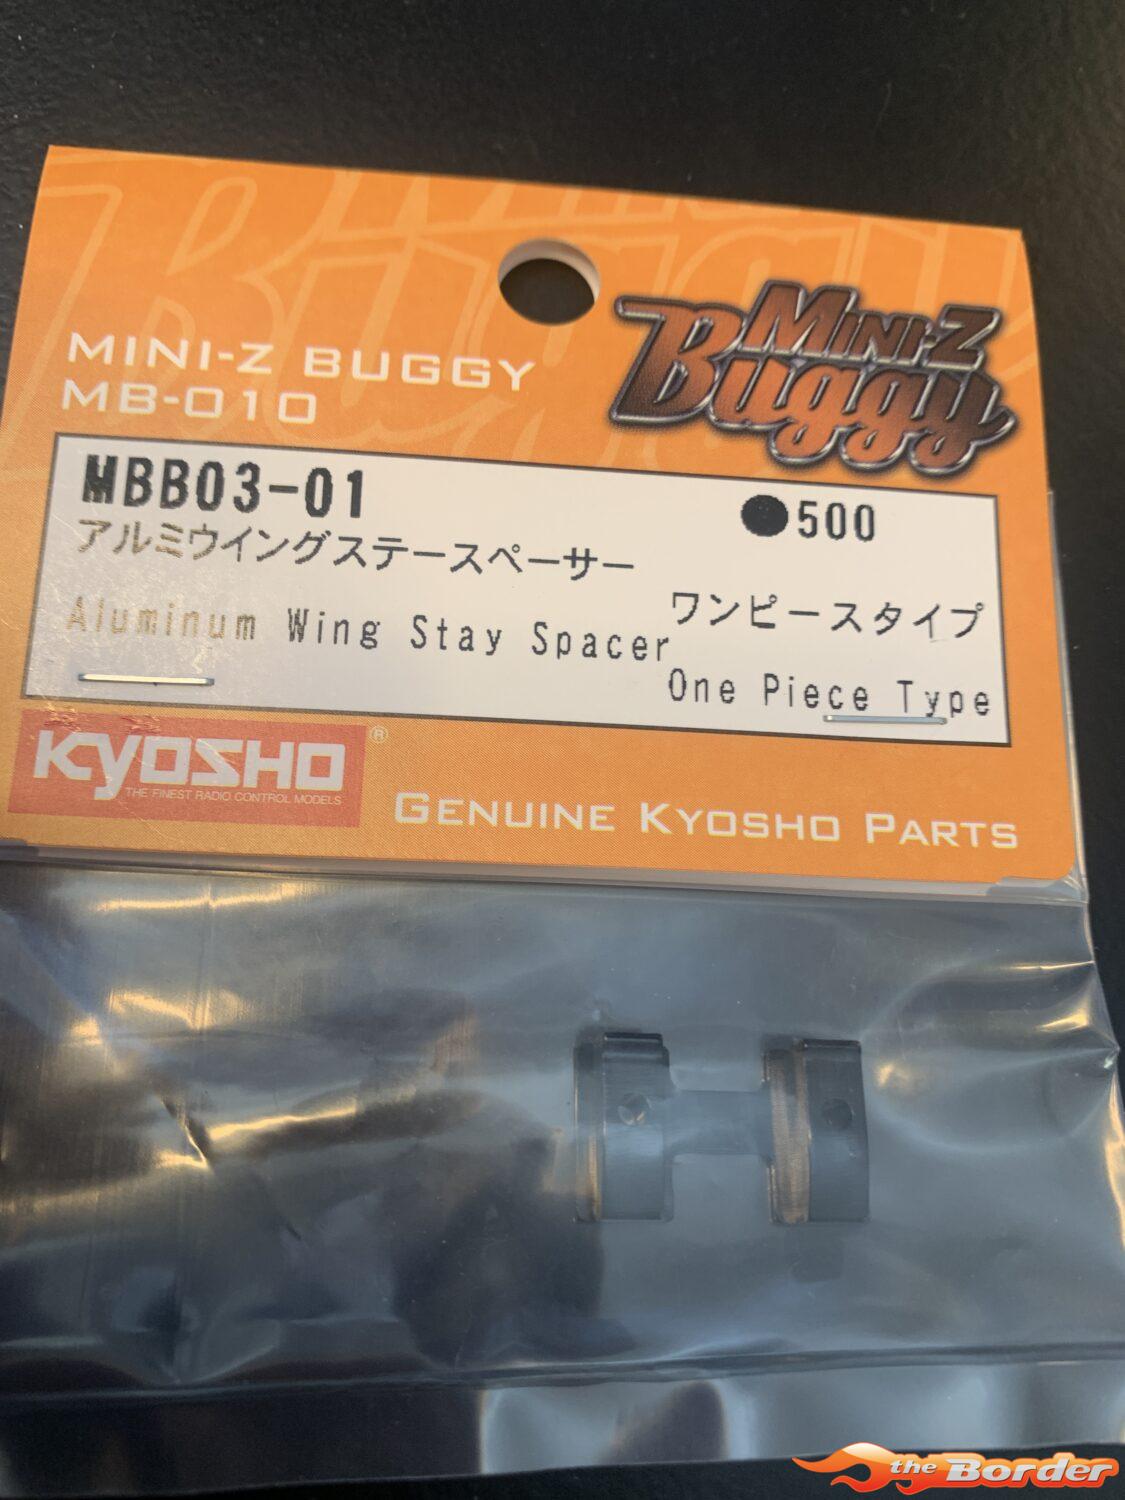 MINI-Z BUGGY
MB-010
MINI-Z
Buggy
MBB03-01
●500
アルミウイングステースペーサー
ワンピースタイプ
Aluminum Wing Stay Spacer
One Piece Type
KYOSHO®
THE FINEST RADIO CONTROL MODELS
GENUINE KYOSHO PARTS
the Border